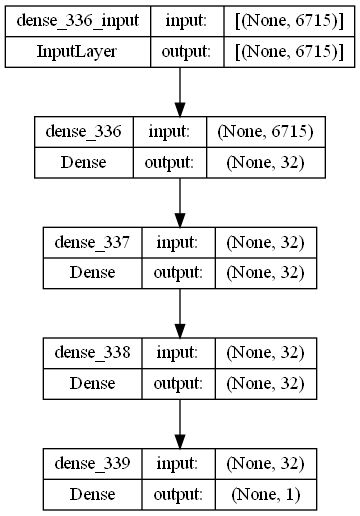 dense_336_input input: [(None, 6715)]
InputLayer output: [(None, 6715)]
dense_336 input: (None, 6715)
Dense output: (None, 32)
dense_337 input: (None, 32)
Dense output: (None, 32)
dense_338 input: (None, 32)
Dense output: (None, 32)
dense_339 input: (None, 32)
Dense output: (None, 1)